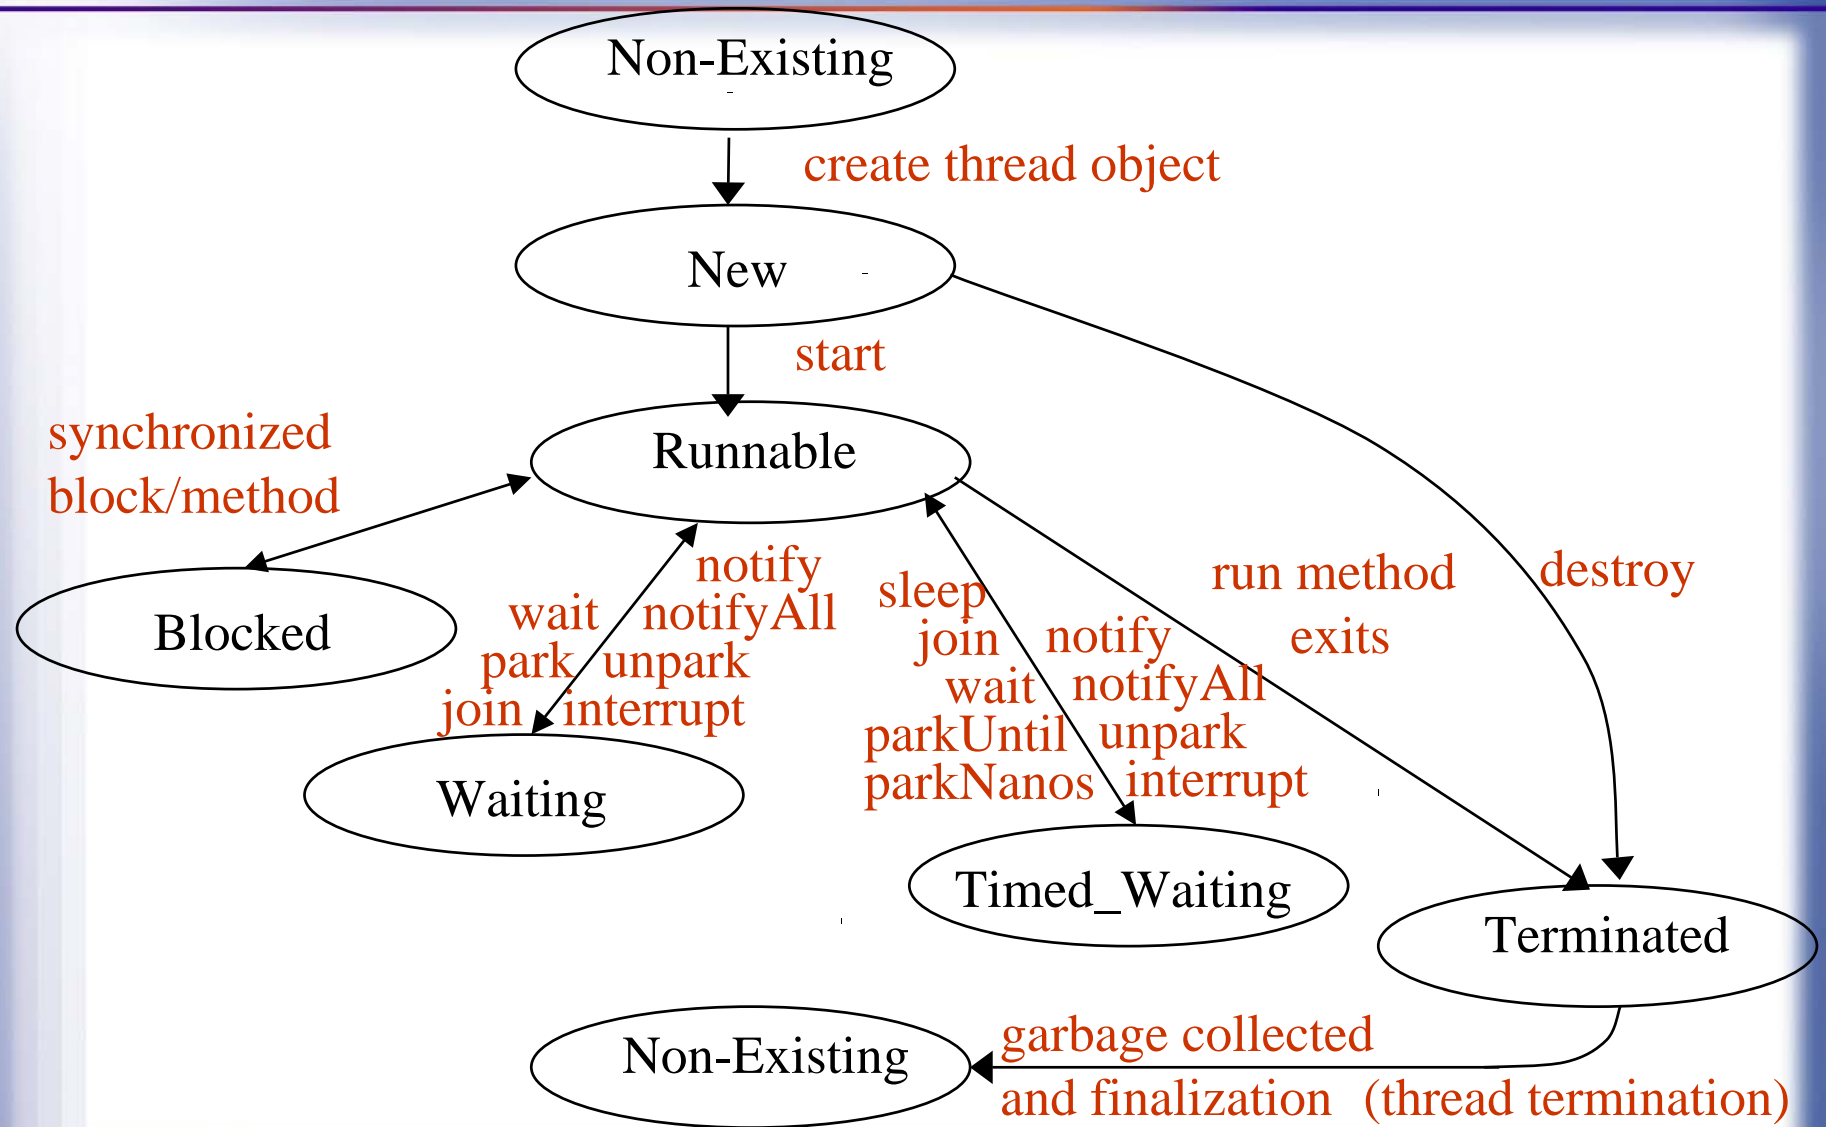 Non-Existing
create thread object
New
start
synchronized
block/method
Runnable
Blocked
notify
wait notifyAll
park unpark
join interrupt
Waiting
sleep
join notify
wait notifyAll
parkUntil unpark
parkNanos interrupt
Timed_Waiting
run method
exits
destroy
Terminated
Non-Existing
garbage collected
and finalization (thread termination)